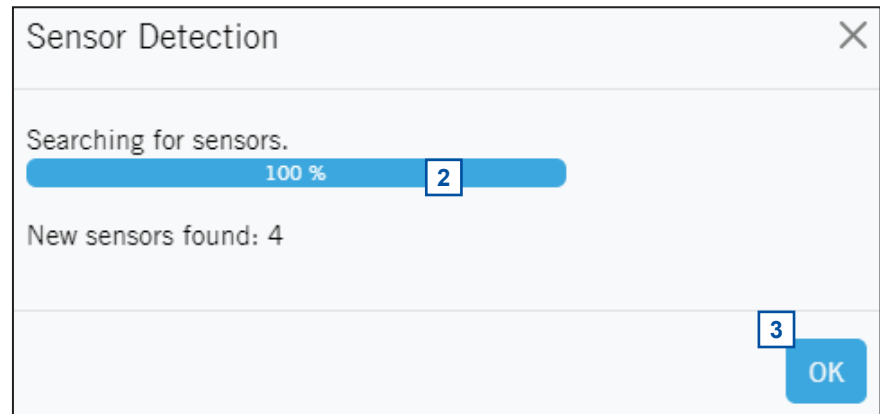 Sensor Detection
Searching for sensors.
100 % 2
New sensors found: 4
3
OK